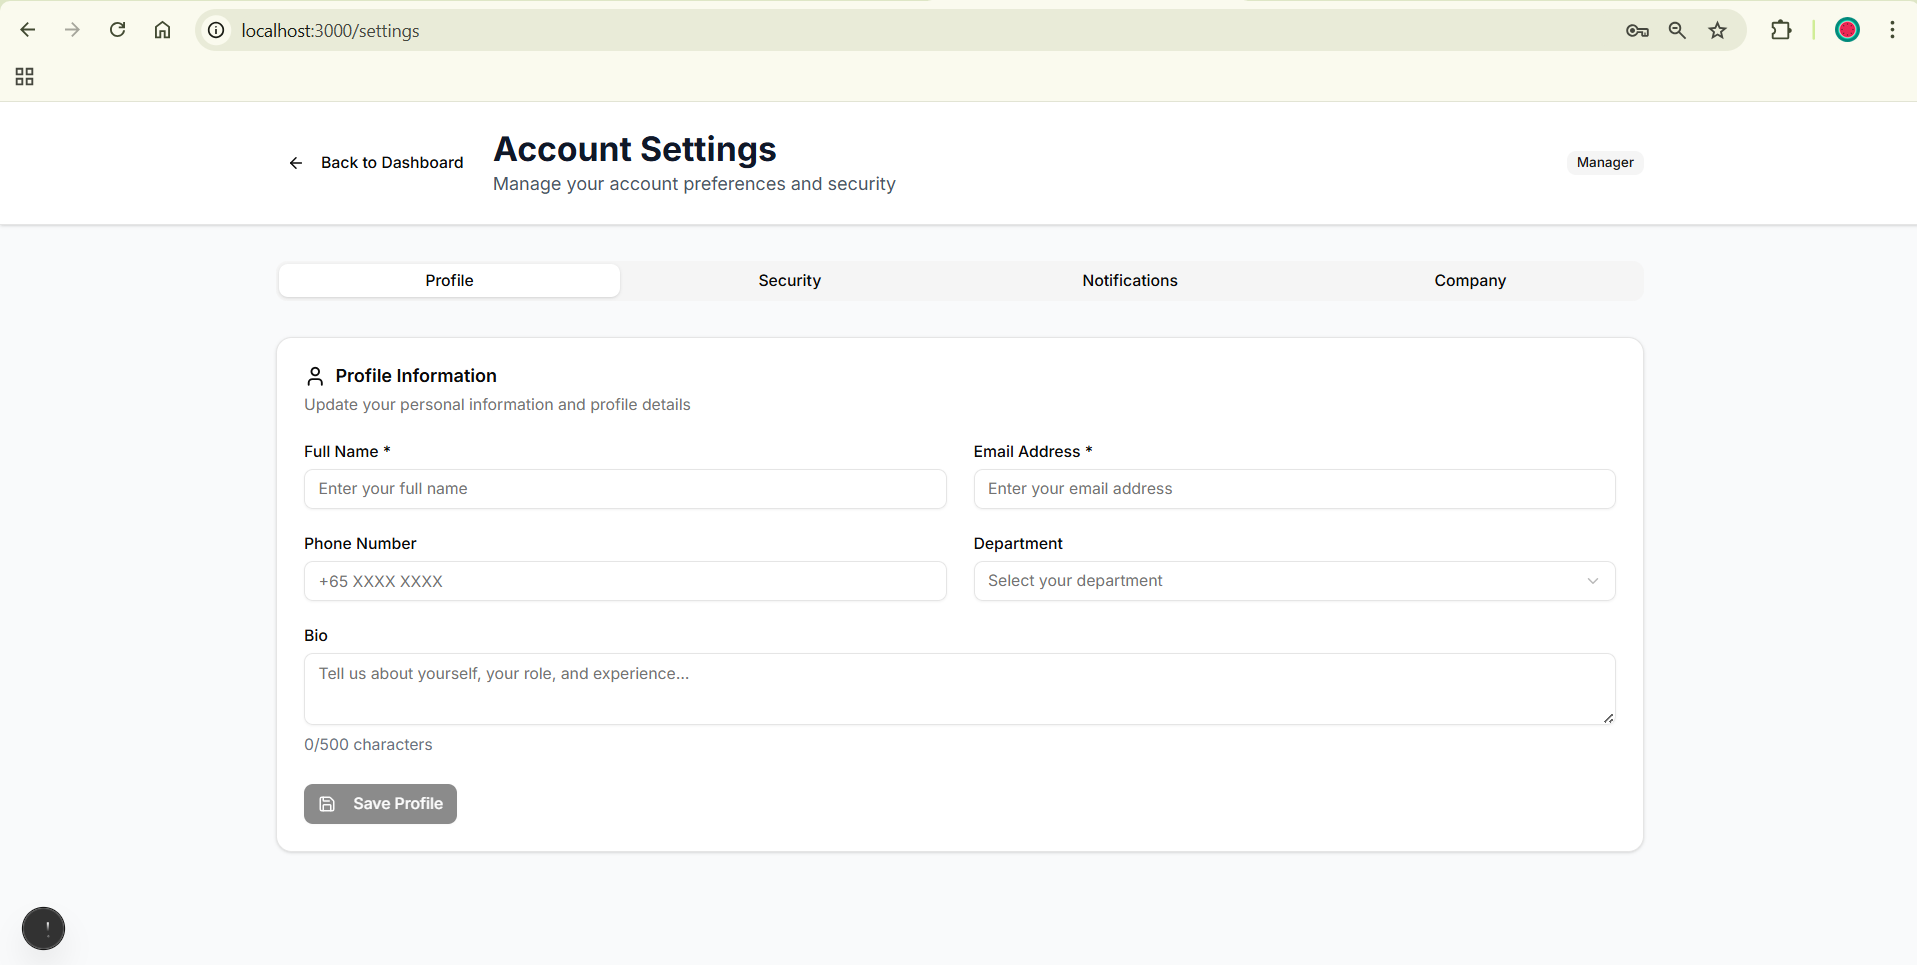 localhost:3000/settings
Back to Dashboard
Account Settings
Manage your account preferences and security
Manager
Profile
Security
Notifications
Company
Profile Information
Update your personal information and profile details
Full Name *
Email Address *
Enter your full name
Enter your email address
Phone Number
Department
+65 XXXX XXXX
Select your department
Bio
Tell us about yourself, your role, and experience...
0/500 characters
Save Profile
!